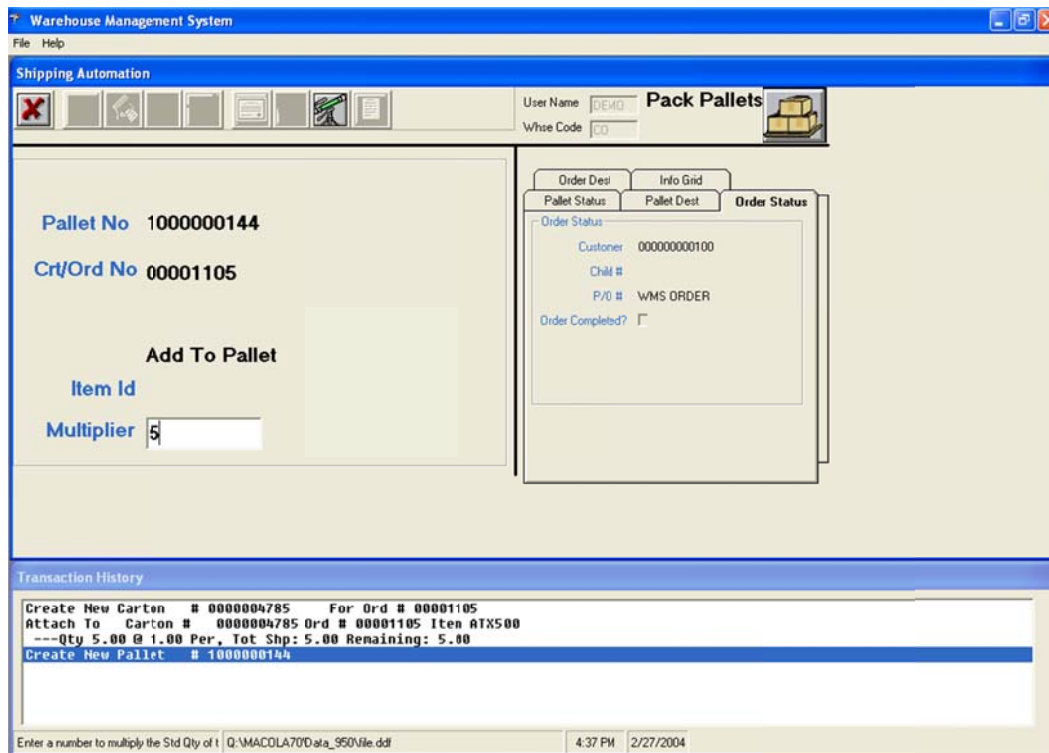 Warehouse Management System
File Help
Shipping Automation
User Name DEMO Pack Pallets
Whse Code CO
Pallet No 1000000144
Crt/Ord No 00001105
Add To Pallet
Item Id
Multiplier 5
Order Dest Info Grid
Pallet Status Pallet Dest Order Status
Order Status
Customer 000000000100
Child #
P/O # WMS ORDER
Order Completed?
Transaction History
Create New Carton # 0000004785 For Ord # 00001105
Attach To Carton # 0000004785 Ord # 00001105 Item ATX500
---Qty 5.00 @ 1.00 Per, Tot Shp: 5.00 Remaining: 5.00
Create New Pallet # 1000000144
Enter a number to multiply the Std Qty of t Q:\MACOLA70\Data_950\file.ddf 4:37 PM 2/27/2004